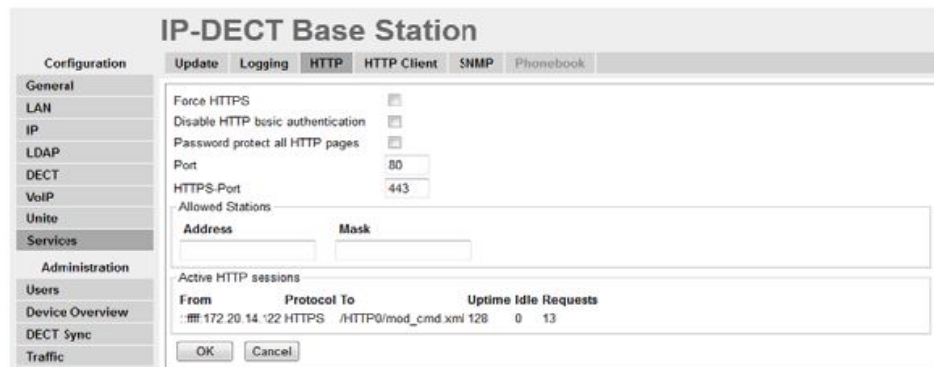 IP-DECT Base Station
Configuration
Update Logging HTTP HTTP Client SNMP Phonebook
General
LAN
IP
LDAP
DECT
VoIP
Unite
Services
Administration
Users
Device Overview
DECT Sync
Traffic
Force HTTPS
Disable HTTP basic authentication
Password protect all HTTP pages
Port 80
HTTPS-Port 443
Allowed Stations
Address Mask
Active HTTP sessions
From Protocol To Uptime Idle Requests
::ffff:172.20.14.122 HTTPS /HTTP0/mod_cmd.xml 128 0 13
OK Cancel